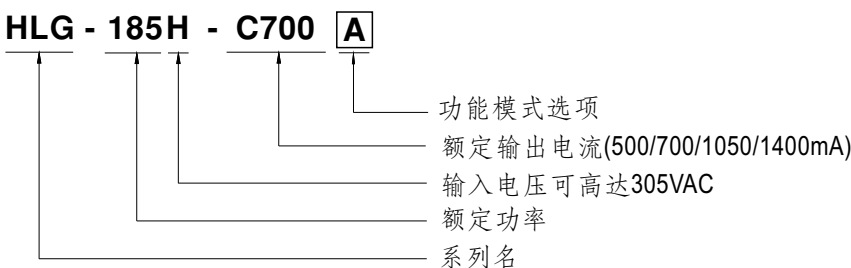 HLG - 185H - C700 A
功能模式选项
额定输出电流(500/700/1050/1400mA)
输入电压可高达305VAC
额定功率
系列名